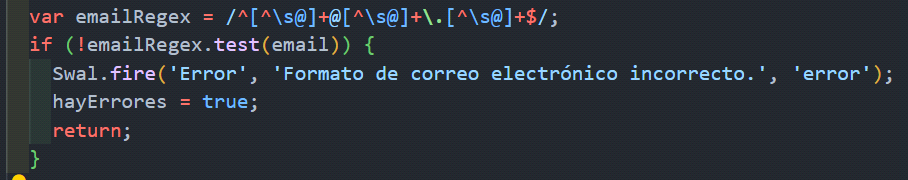 var emailRegex = /^[^\s@]+@[^\s@]+\.[^\s@]+$/;
if (!emailRegex.test(email)) {
Swal.fire('Error', 'Formato de correo electrónico incorrecto.', 'error');
hayErrores = true;
return;
}